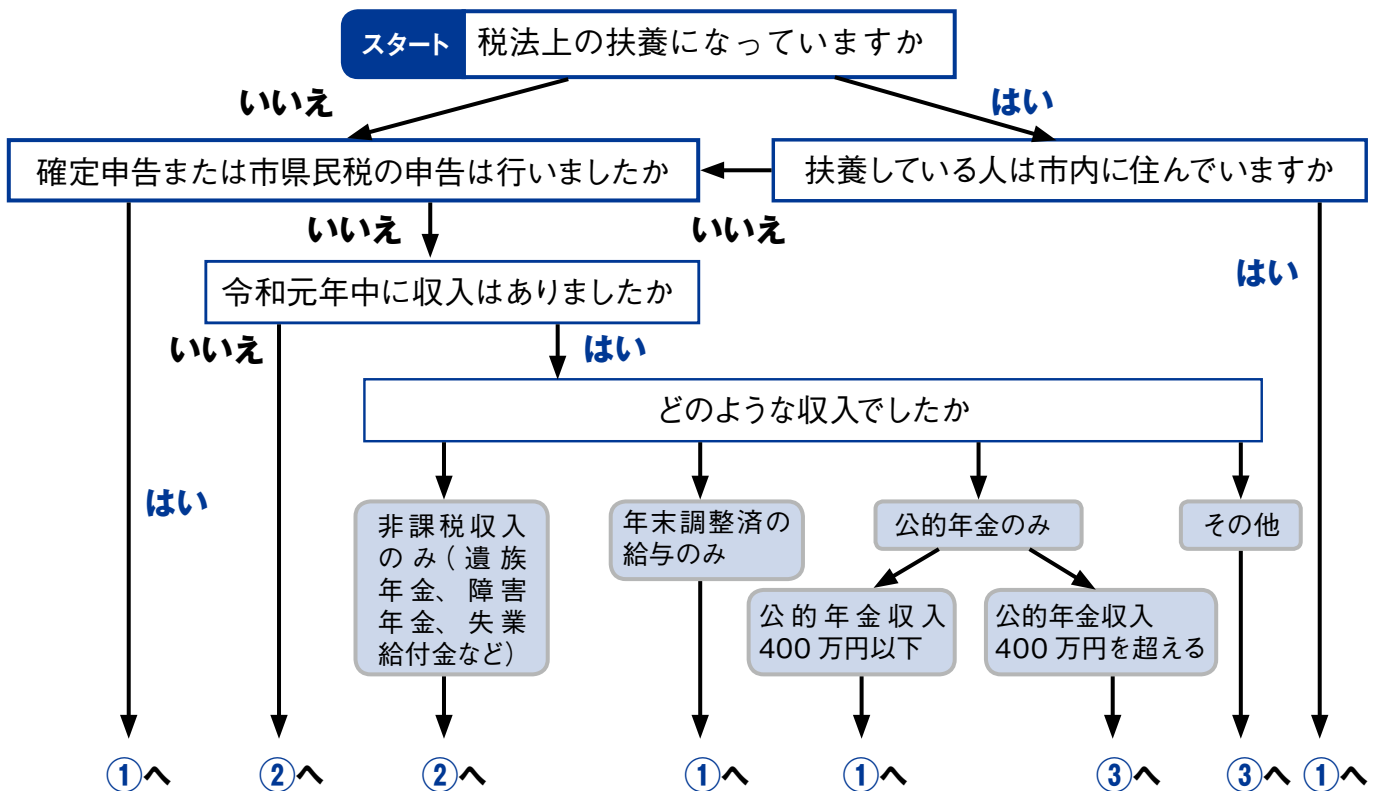 スタート 税法上の扶養になっていますか
いいえ
はい
確定申告または市県民税の申告は行いましたか
扶養している人は市内に住んでいますか
いいえ
いいえ
はい
令和元年中に収入はありましたか
いいえ
はい
どのような収入でしたか
はい
非課税収入
のみ（遺族
年金、障害
年金、失業
給付金など）
年末調整済の
給与のみ
公的年金のみ
その他
公的年金収入
400万円以下
公的年金収入
400万円を超える
①へ
②へ
②へ
①へ
①へ
③へ
③へ
①へ